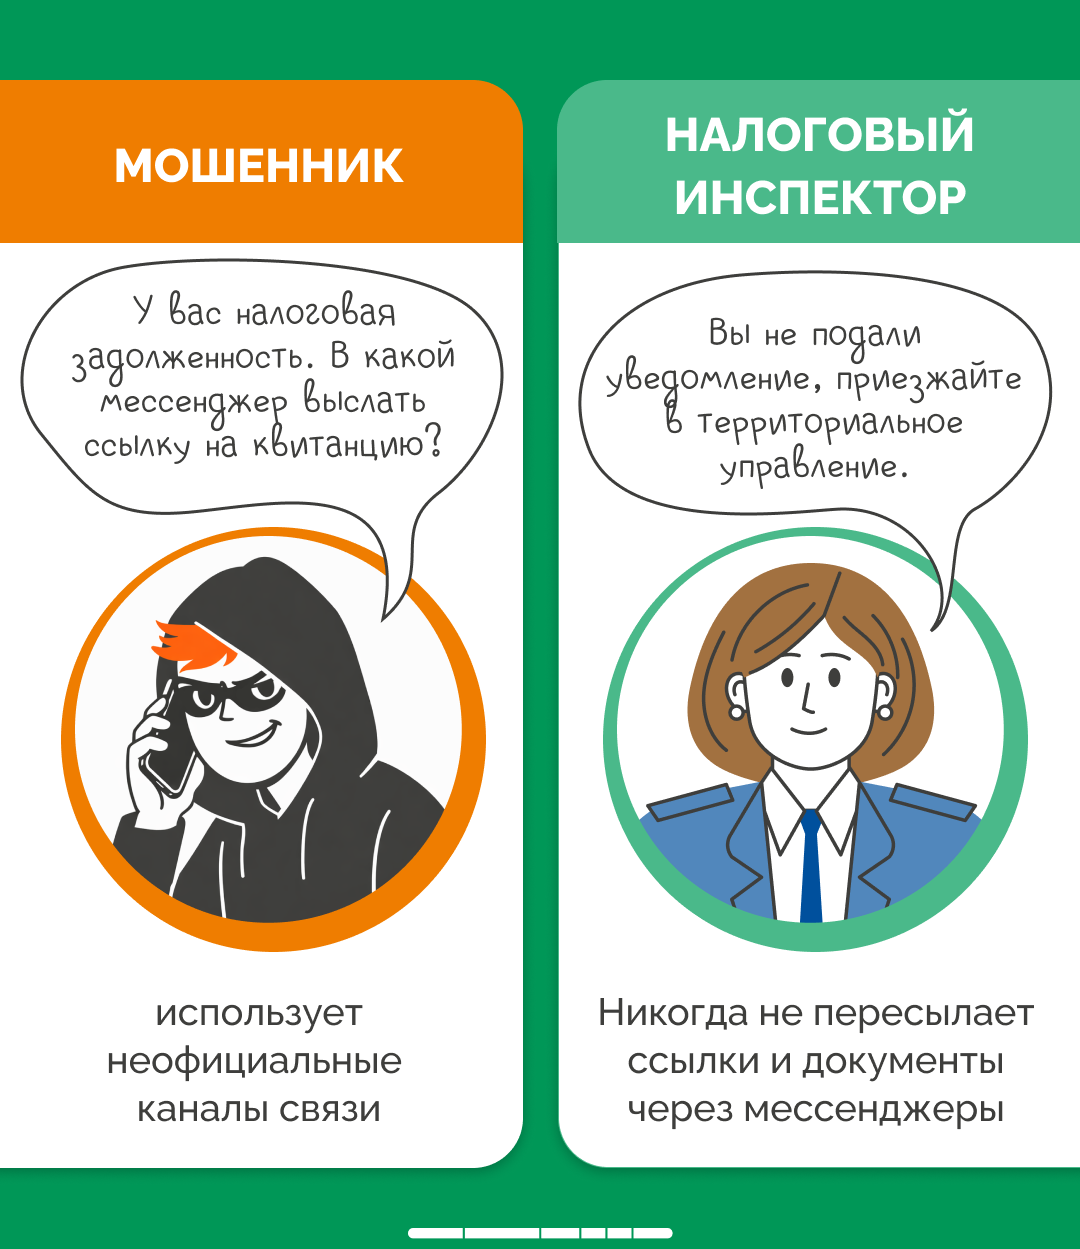 МОШЕННИК
У вас налоговая
задолженность. В какой
мессенджер выслать
ссылку на квитанцию?
использует
неофициальные
каналы связи
НАЛОГОВЫЙ
ИНСПЕКТОР
Вы не подали
уведомление, приезжайте
в территориальное
управление.
Никогда не пересылает
ссылки и документы
через мессенджеры